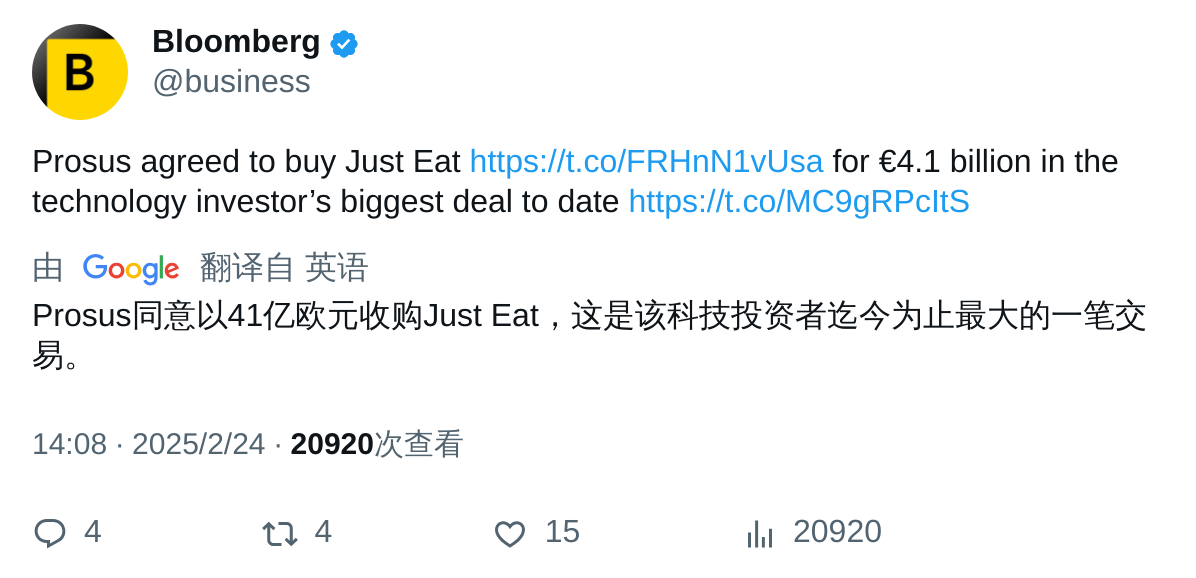 B
Bloomberg
@business
Prosus agreed to buy Just Eat https://t.co/FRHnN1vUsa for €4.1 billion in the
technology investor’s biggest deal to date https://t.co/MC9gRPcItS
由 Google 翻译自 英语
Prosus同意以41亿欧元收购Just Eat，这是该科技投资者迄今为止最大的一笔交
易。
14:08 · 2025/2/24 · 20920次查看
4 4 15 20920